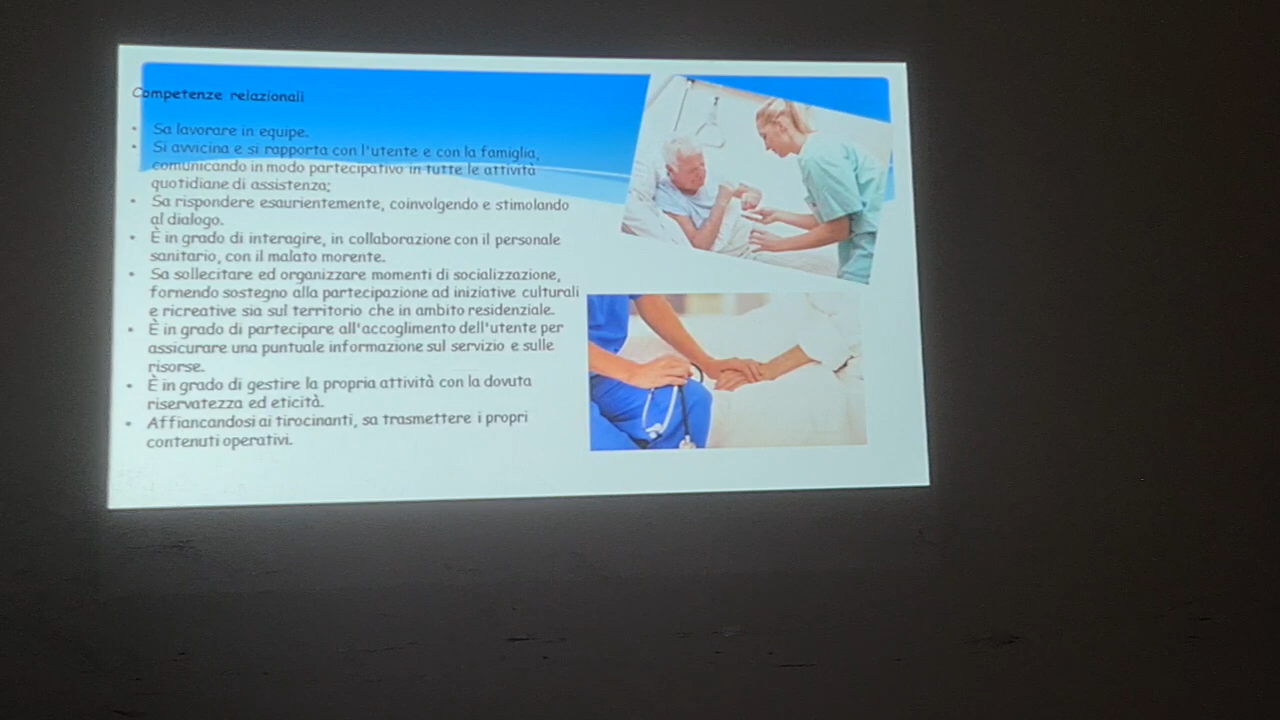 Competenze relazionali
• Sa lavorare in equipe.
• Si avvicina e si rapporta con l'utente e con la famiglia,
comunicando in modo partecipativo in tutte le attività
quotidiane di assistenza;
• Sa rispondere esaurientemente, coinvolgendo e stimolando
al dialogo.
• È in grado di interagire, in collaborazione con il personale
sanitario, con il malato morente.
• Sa sollecitare ed organizzare momenti di socializzazione,
fornendo sostegno alla partecipazione ad iniziative culturali
e ricreative sia sul territorio che in ambito residenziale.
• È in grado di partecipare all'accoglimento dell'utente per
assicurare una puntuale informazione sul servizio e sulle
risorse.
• È in grado di gestire la propria attività con la dovuta
riservatezza ed eticità.
• Affiancandosi ai tirocinanti, sa trasmettere i propri
contenuti operativi.